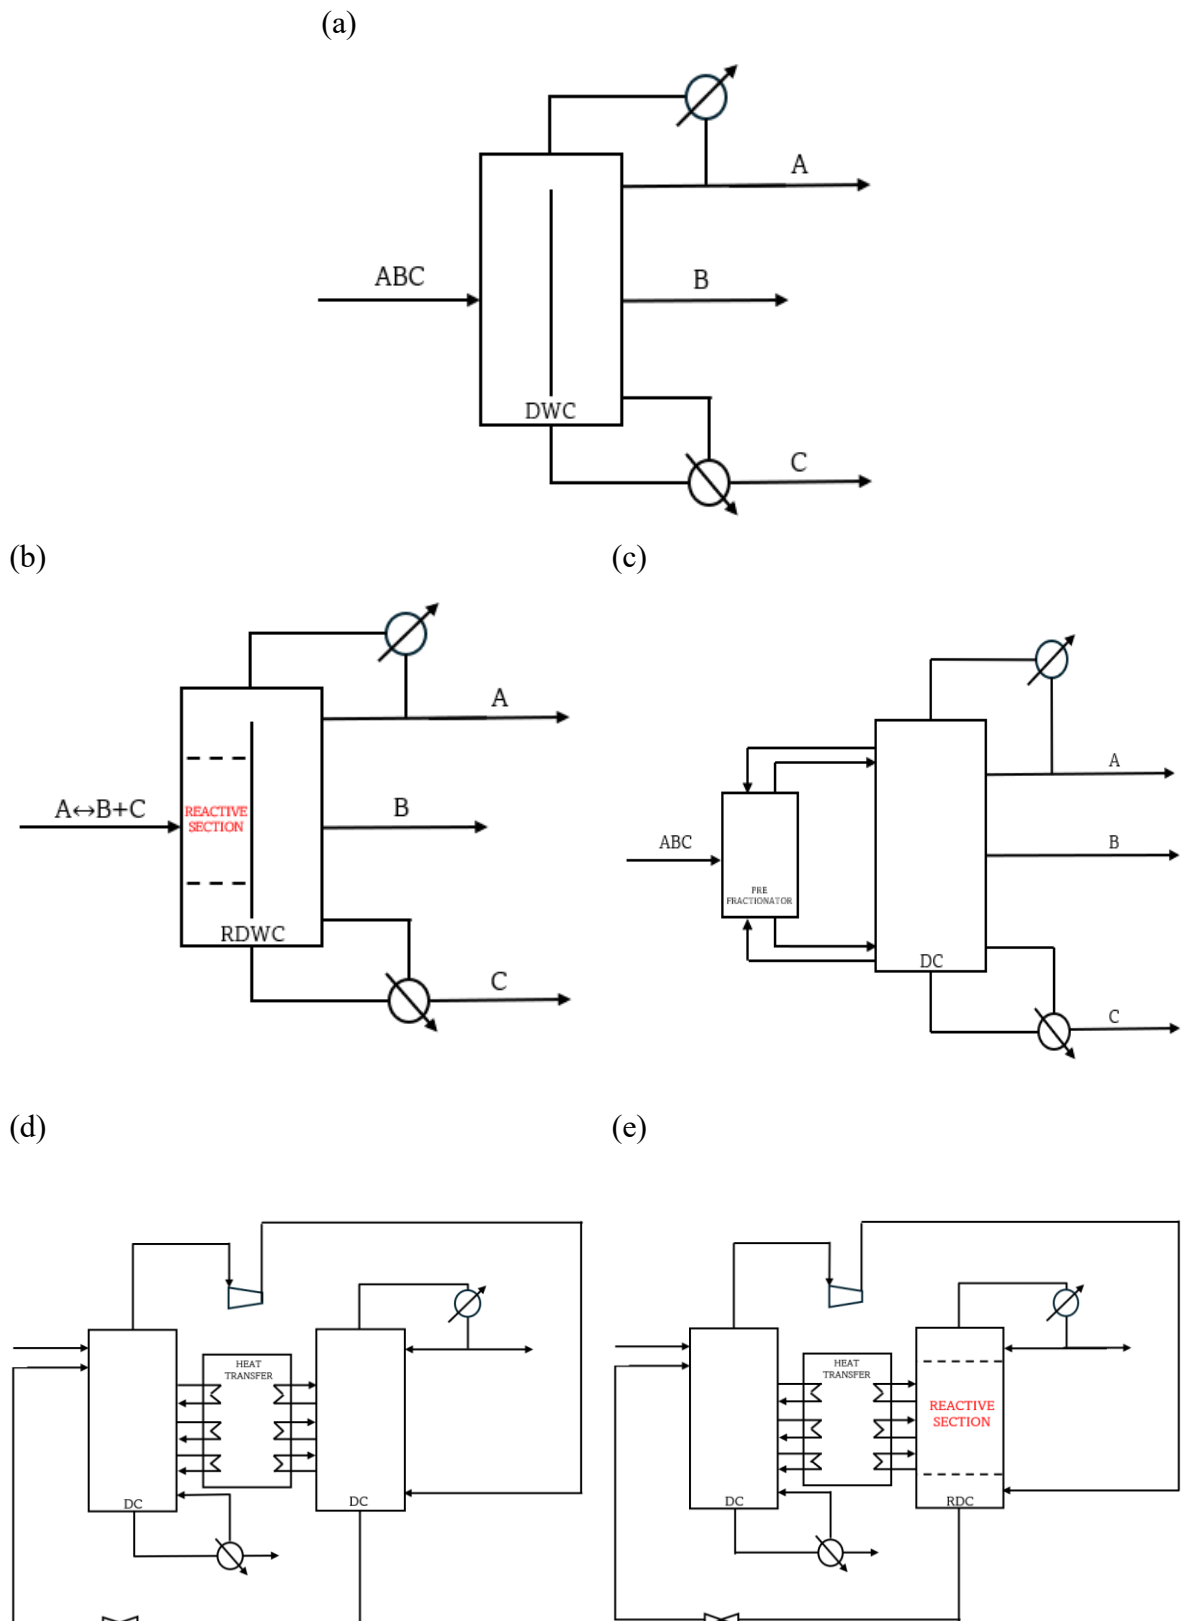 (a)
A
ABC
B
DWC
C
(b)
(c)
A
A↔B+C
REACTIVE
SECTION
B
RDWC
C
A
ABC
B
PRE
FRACTIONATOR
DC
C
(d)
(e)
HEAT
TRANSFER
DC
DC
HEAT
TRANSFER
REACTIVE
SECTION
DC
RDC